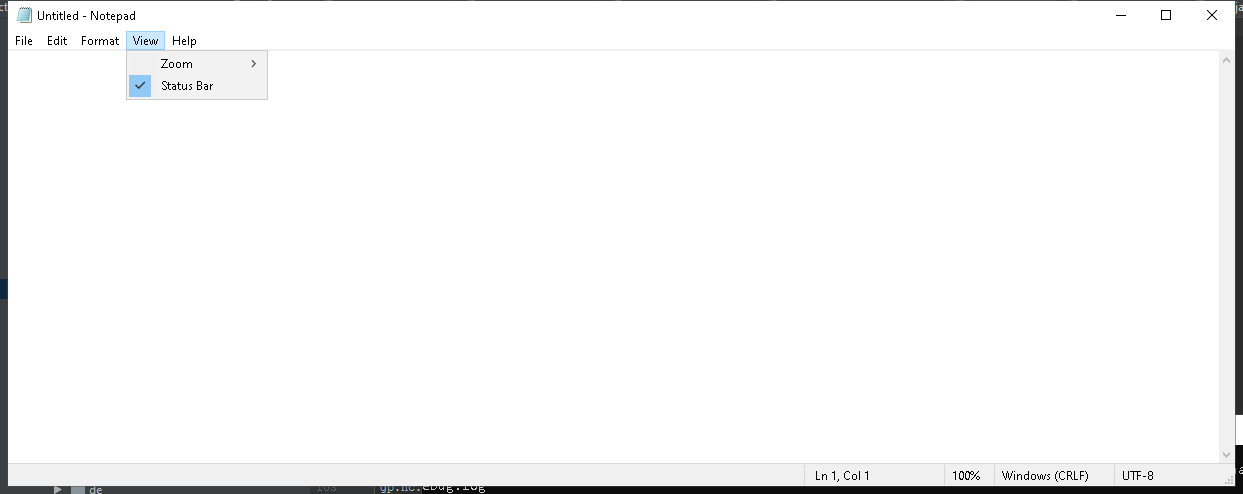 Untitled - Notepad
File Edit Format View Help
Zoom
Status Bar
Ln 1, Col 1 100% Windows (CRLF) UTF-8
de